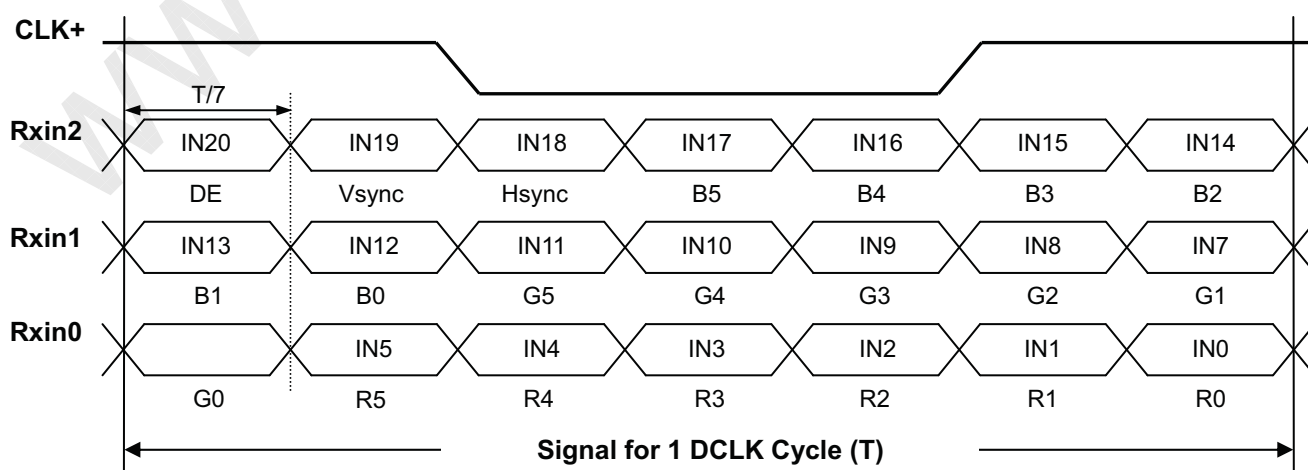 CLK+
T/7
Rxin2 IN20 IN19 IN18 IN17 IN16 IN15 IN14
DE Vsync Hsync B5 B4 B3 B2
Rxin1 IN13 IN12 IN11 IN10 IN9 IN8 IN7
B1 B0 G5 G4 G3 G2 G1
Rxin0 IN5 IN4 IN3 IN2 IN1 IN0
G0 R5 R4 R3 R2 R1 R0
Signal for 1 DCLK Cycle (T)